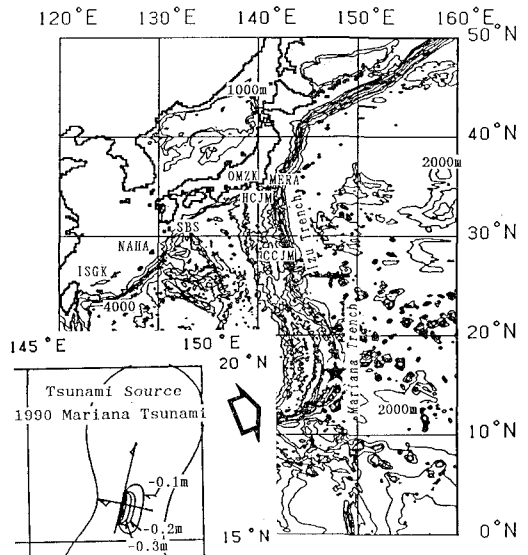 120°E 130°E 140°E 150°E 160°E
50°N
1000m
40°N
2000m
OMZK MERA
HCJM
Trench
SBS
30°N
NAHA
CCJM
ISGK
-4000
20°N
145°E 150°E
20°N
Tsunami Source
1990 Mariana Tsunami
Mariana Trench
2000m
10°N
-0.1m
-0.2m
-0.3m
15°N
0°N